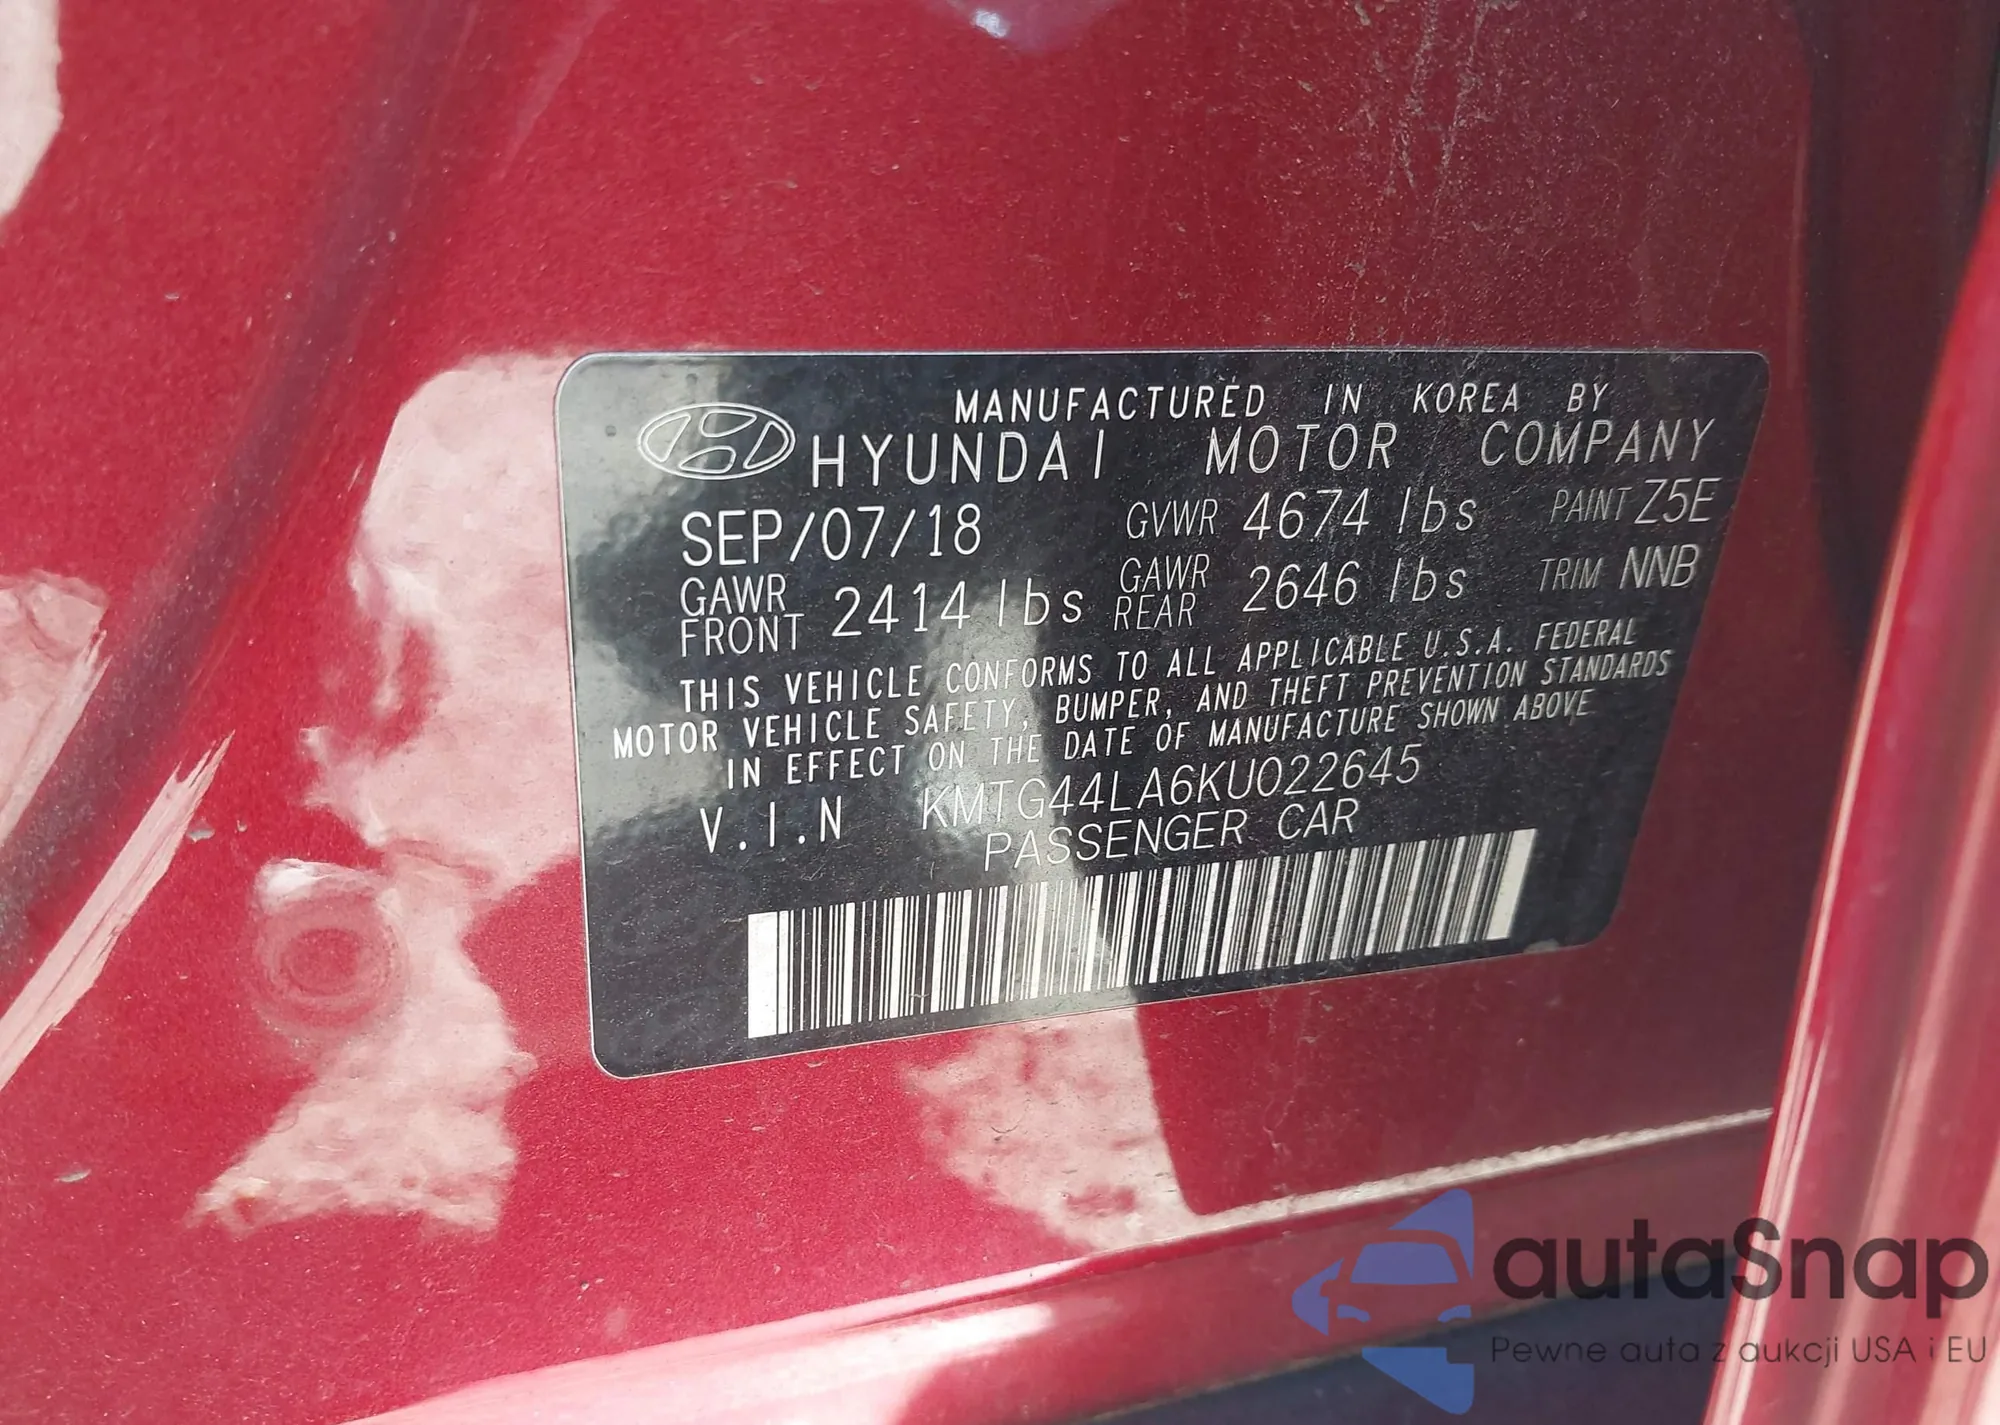 MANUFACTURED IN KOREA BY
HYUNDAI MOTOR COMPANY
SEP/07/18 GVWR 4674 lbs PAINT Z5E
GAWR FRONT 2414 lbs GAWR REAR 2646 lbs TRIM NNB
THIS VEHICLE CONFORMS TO ALL APPLICABLE U.S.A. FEDERAL
MOTOR VEHICLE SAFETY, BUMPER, AND THEFT PREVENTION STANDARDS
IN EFFECT ON THE DATE OF MANUFACTURE SHOWN ABOVE
V.I.N KMTG44LA6KU022645
PASSENGER CAR
autaSnap
Pewne auta z aukcji USA i EU